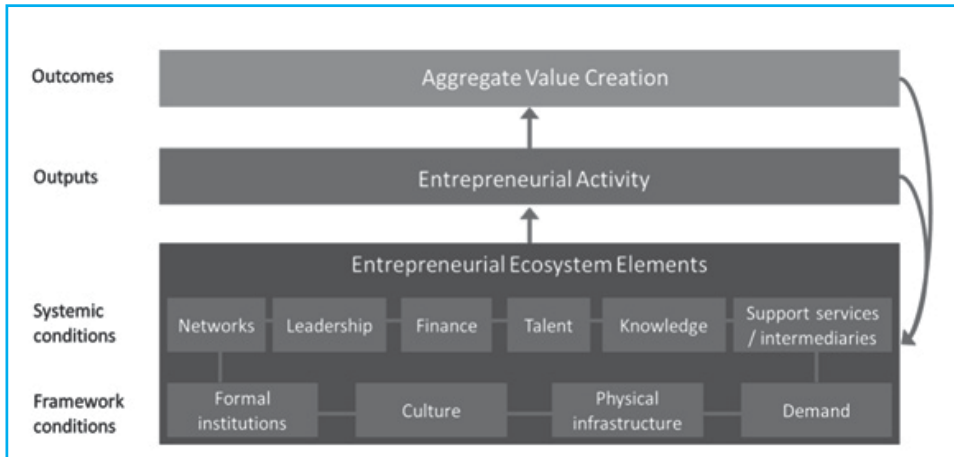 Outcomes
Aggregate Value Creation
Outputs
Entrepreneurial Activity
Entrepreneurial Ecosystem Elements
Systemic
conditions
Networks
Leadership
Finance
Talent
Knowledge
Support services
/ intermediaries
Framework
conditions
Formal
institutions
Culture
Physical
infrastructure
Demand